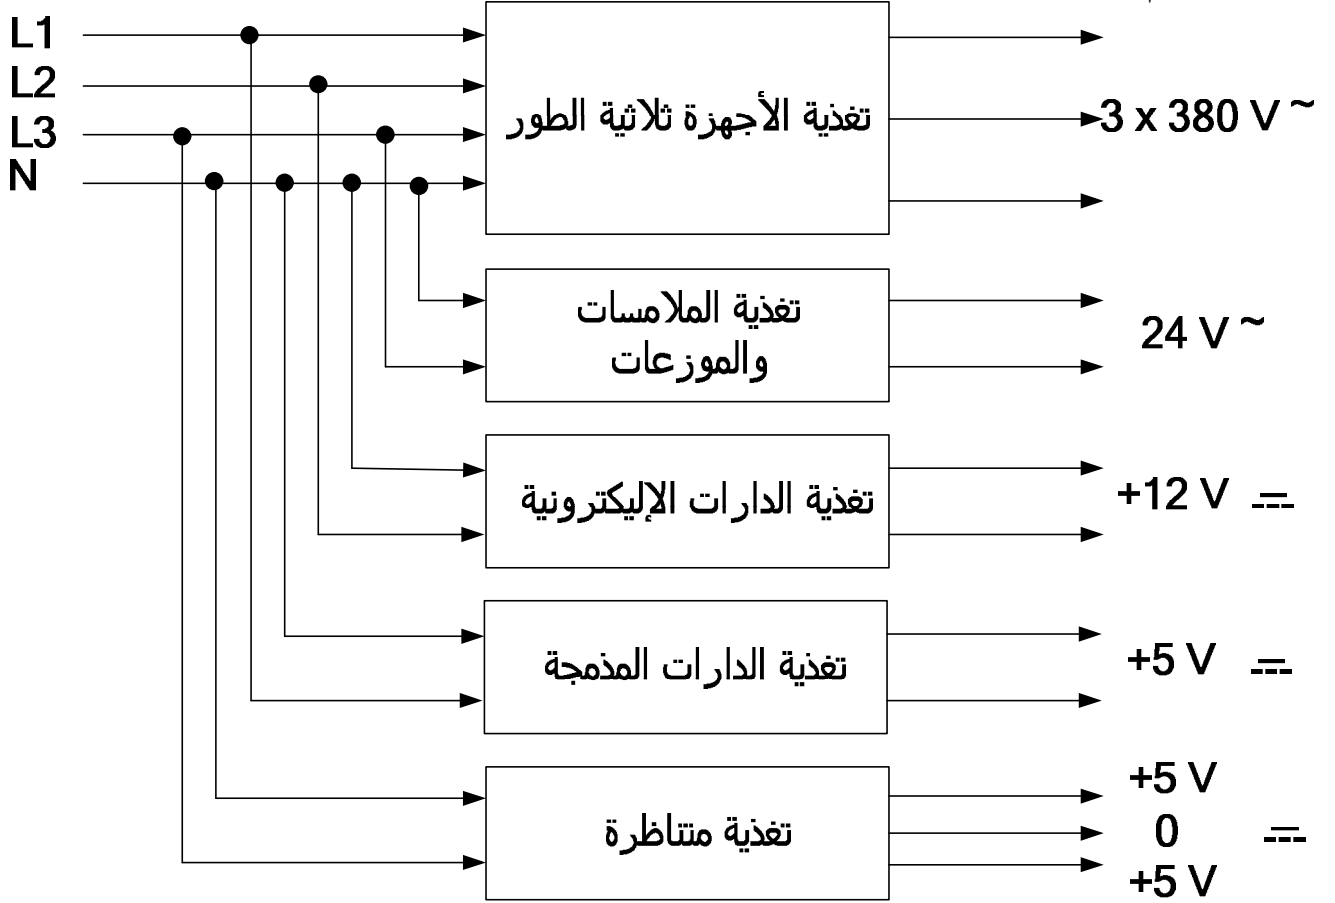 L1
L2
L3
N
تغذية الأجهزة ثلاثية الطور
3 x 380 V ~
تغذية الملامسات
والموزعات
24 V ~
تغذية الدارات الإليكترونية
+12 V
تغذية الدارات المذمجة
+5 V
تغذية متناظرة
+5 V
0
+5 V